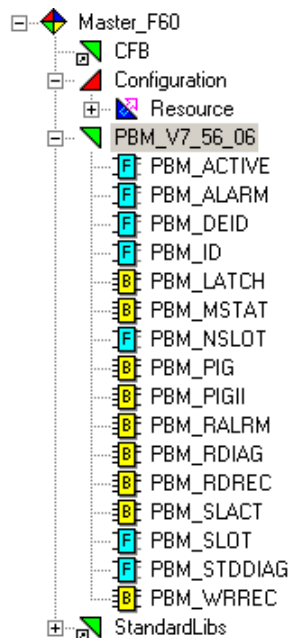 Master_F60
CFB
Configuration
Resource
PBM_V7_56_06
F PBM_ACTIVE
F PBM_ALARM
F PBM_DEID
F PBM_ID
B PBM_LATCH
B PBM_MSTAT
F PBM_NSLOT
B PBM_PIG
B PBM_PIGII
B PBM_RALRM
B PBM_RDIAG
B PBM_RDREC
B PBM_SLACT
F PBM_SLOT
F PBM_STDDIAG
B PBM_WRREC
StandardLibs